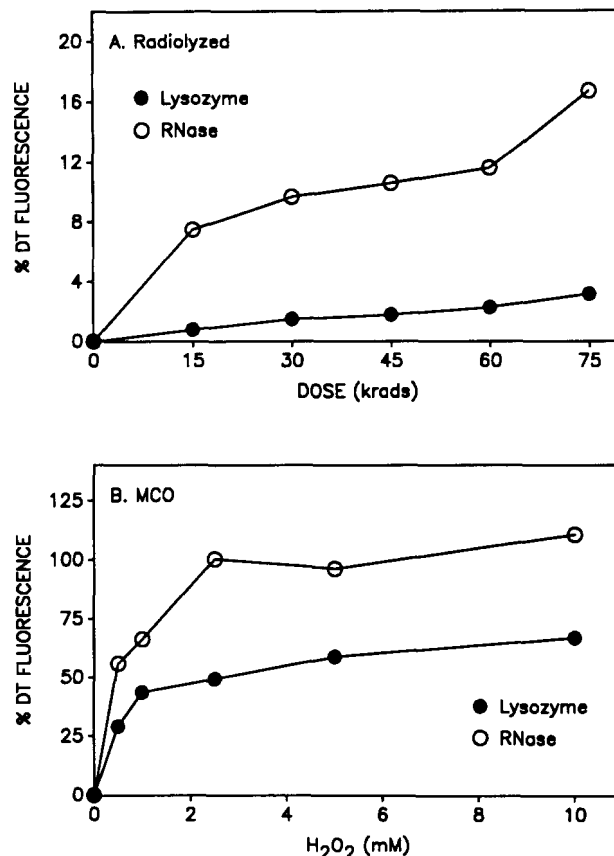 A. Radiolyzed
● Lysozyme
○ RNase
% DT FLUORESCENCE
20
16
12
8
4
0
0 15 30 45 60 75
DOSE (krads)
B. MCO
% DT FLUORESCENCE
125
100
75
50
25
0
● Lysozyme
○ RNase
0 2 4 6 8 10
H₂O₂ (mM)